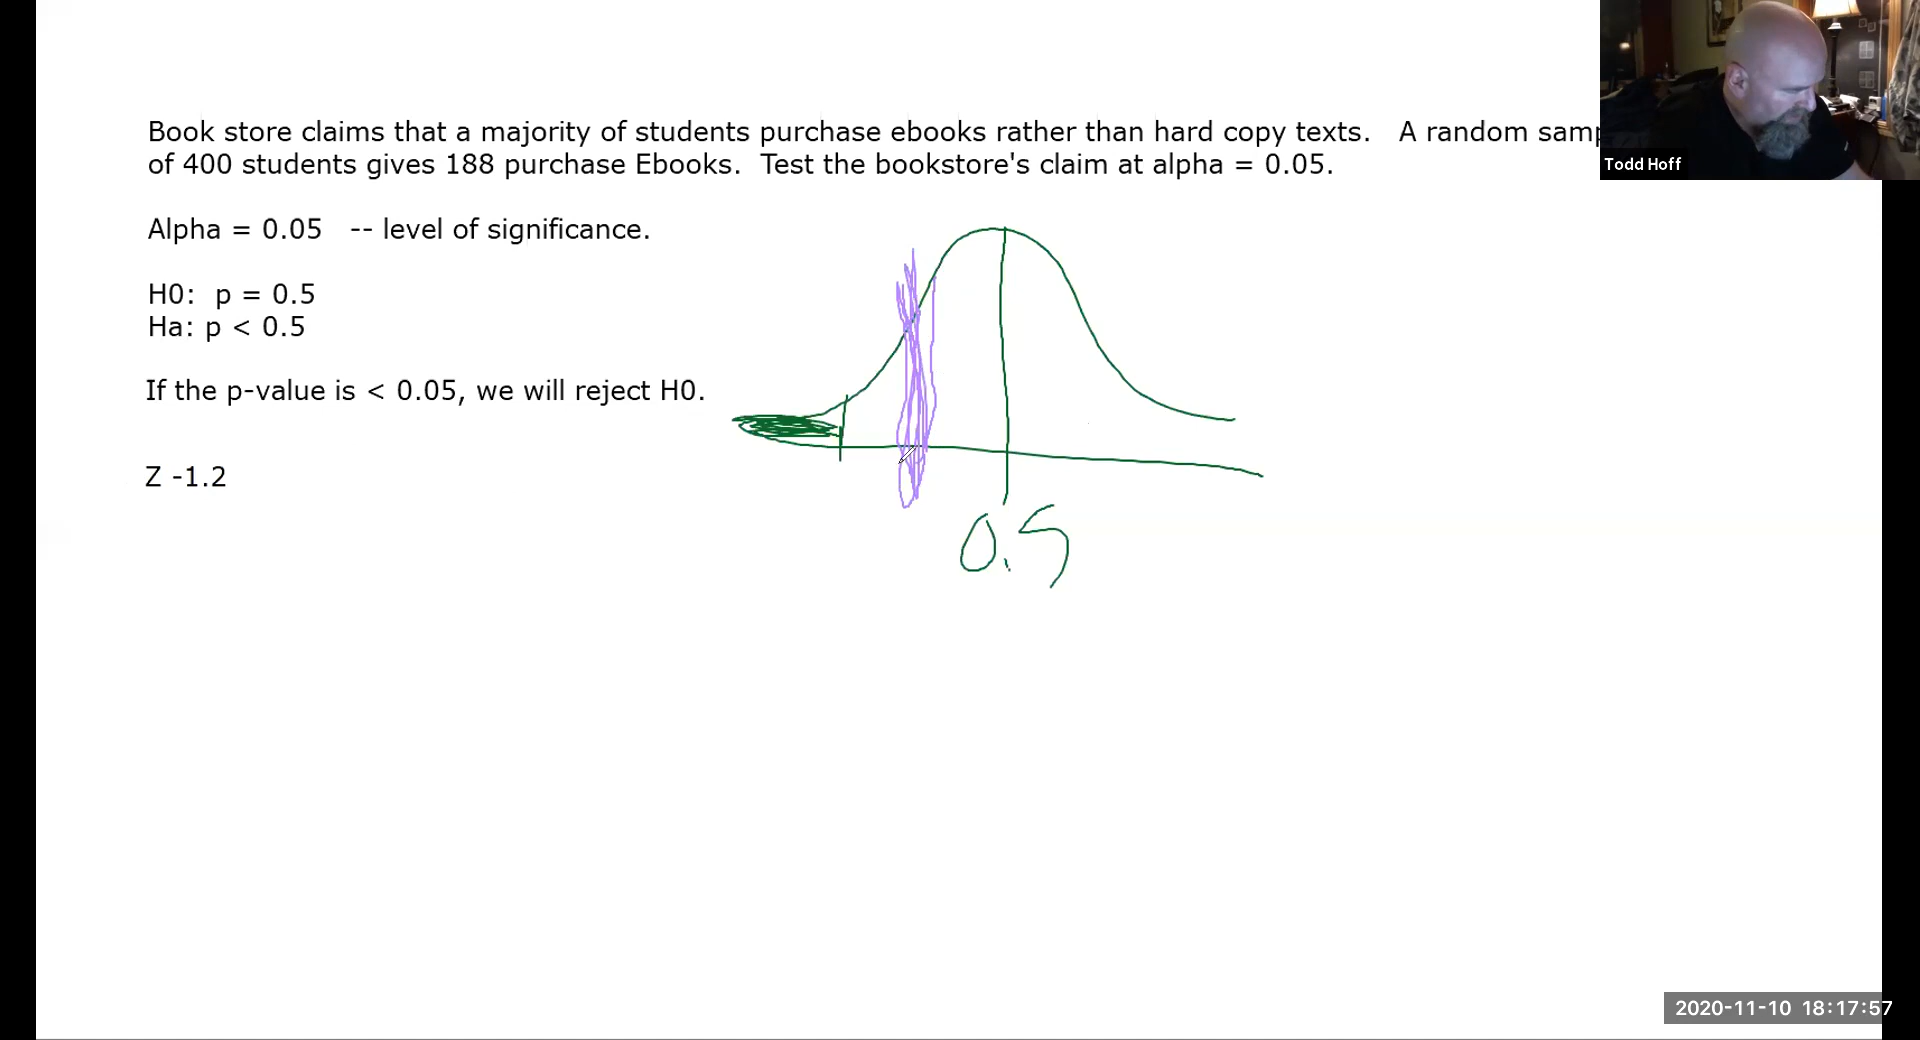 Book store claims that a majority of students purchase ebooks rather than hard copy texts. A random
of 400 students gives 188 purchase Ebooks. Test the bookstore's claim at alpha = 0.05.
Todd Hoff
Alpha = 0.05 -- level of significance.
H0: p = 0.5
Ha: p < 0.5
If the p-value is < 0.05, we will reject H0.
Z -1.2
0.5
2020-11-10 18:17:57